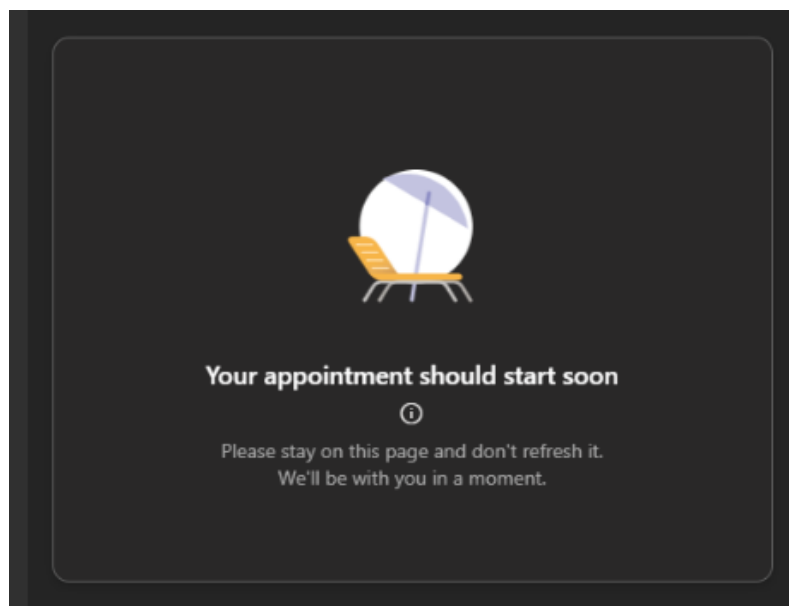 Your appointment should start soon
Please stay on this page and don't refresh it.
We'll be with you in a moment.